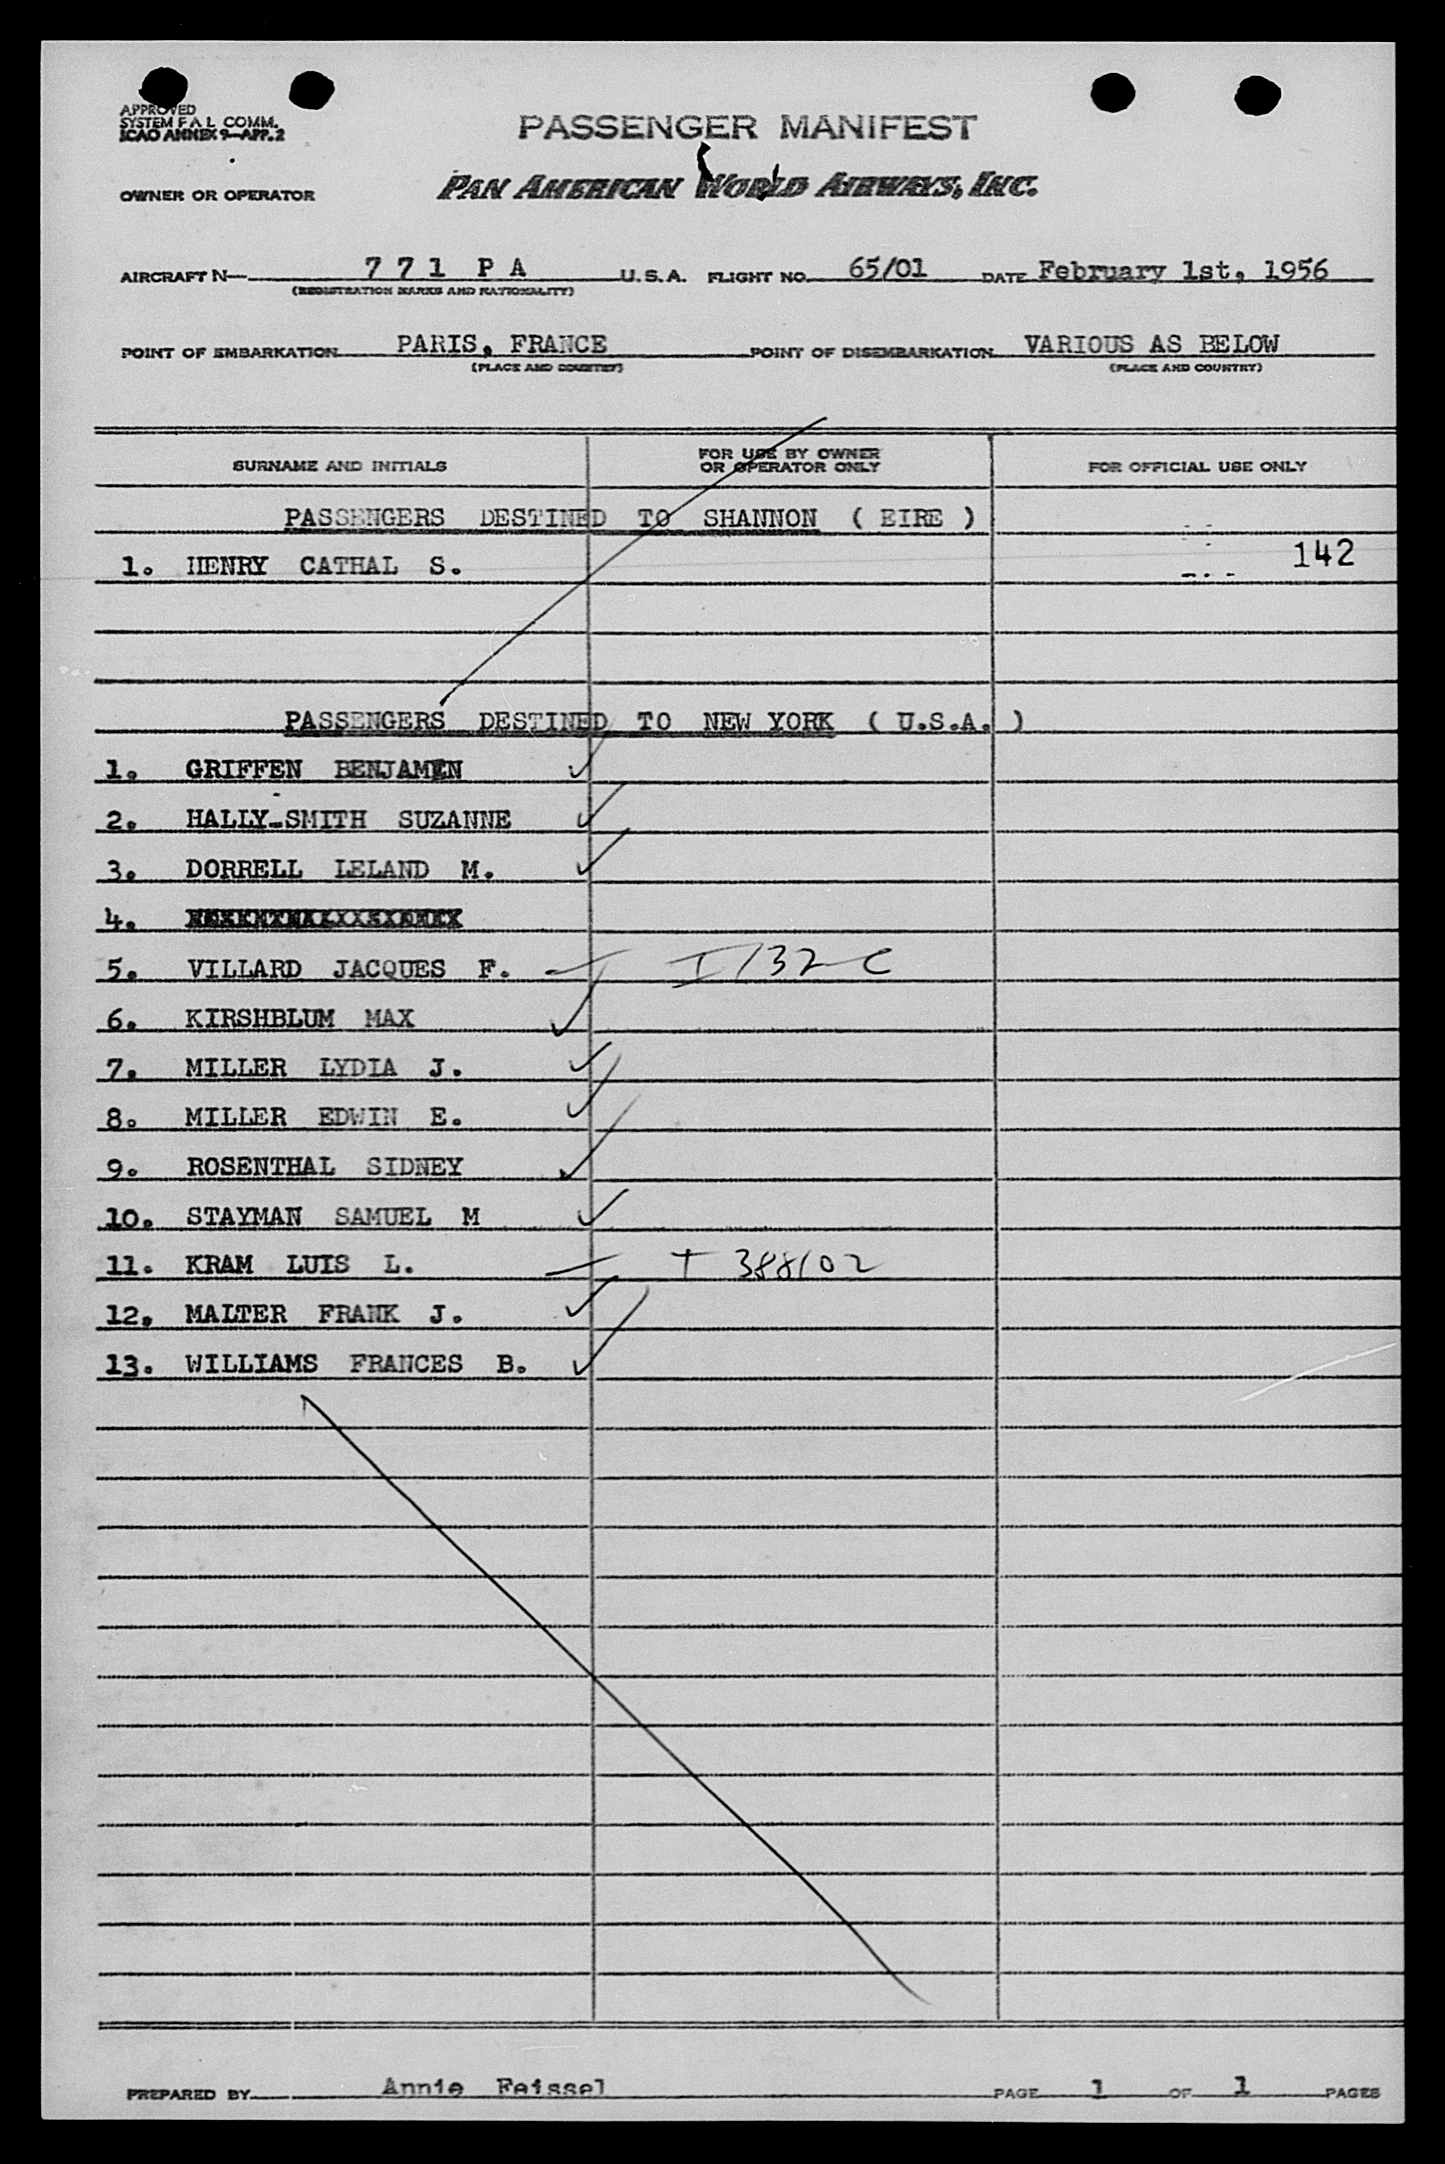 APPROVED
SYSTEM F A L COMM.
ICAO ANNEX 9—APP. 2
PASSENGER MANIFEST
OWNER OR OPERATOR PAN AMERICAN WORLD AIRWAYS, INC.
AIRCRAFT N— 7 7 1 P A U. S. A. FLIGHT NO. 65/01 DATE February 1st, 1956
(REGISTRATION MARKS AND NATIONALITY)
POINT OF EMBARKATION PARIS, FRANCE POINT OF DISEMBARKATION VARIOUS AS BELOW
(PLACE AND COUNTRY) (PLACE AND COUNTRY)
SURNAME AND INITIALS FOR USE BY OWNER OR OPERATOR ONLY FOR OFFICIAL USE ONLY
PASSENGERS DESTINED TO SHANNON ( EIRE )
1. HENRY CATHAL S. 142
PASSENGERS DESTINED TO NEW YORK ( U.S.A. )
1. GRIFFEN BENJAMEN ✓
2. HALLY-SMITH SUZANNE ✓
3. DORRELL LELAND M. ✓
4.
5. VILLARD JACQUES F. — I 132 C
6. KIRSHBLUM MAX ✓
7. MILLER LYDIA J. ✓
8. MILLER EDWIN E. ✓
9. ROSENTHAL SIDNEY ✓
10. STAYMAN SAMUEL M ✓
11. KRAM LUIS L. — T 388102
12. MALTER FRANK J. ✓
13. WILLIAMS FRANCES B. ✓
PREPARED BY Annie Feissel PAGE 1 OF 1 PAGES